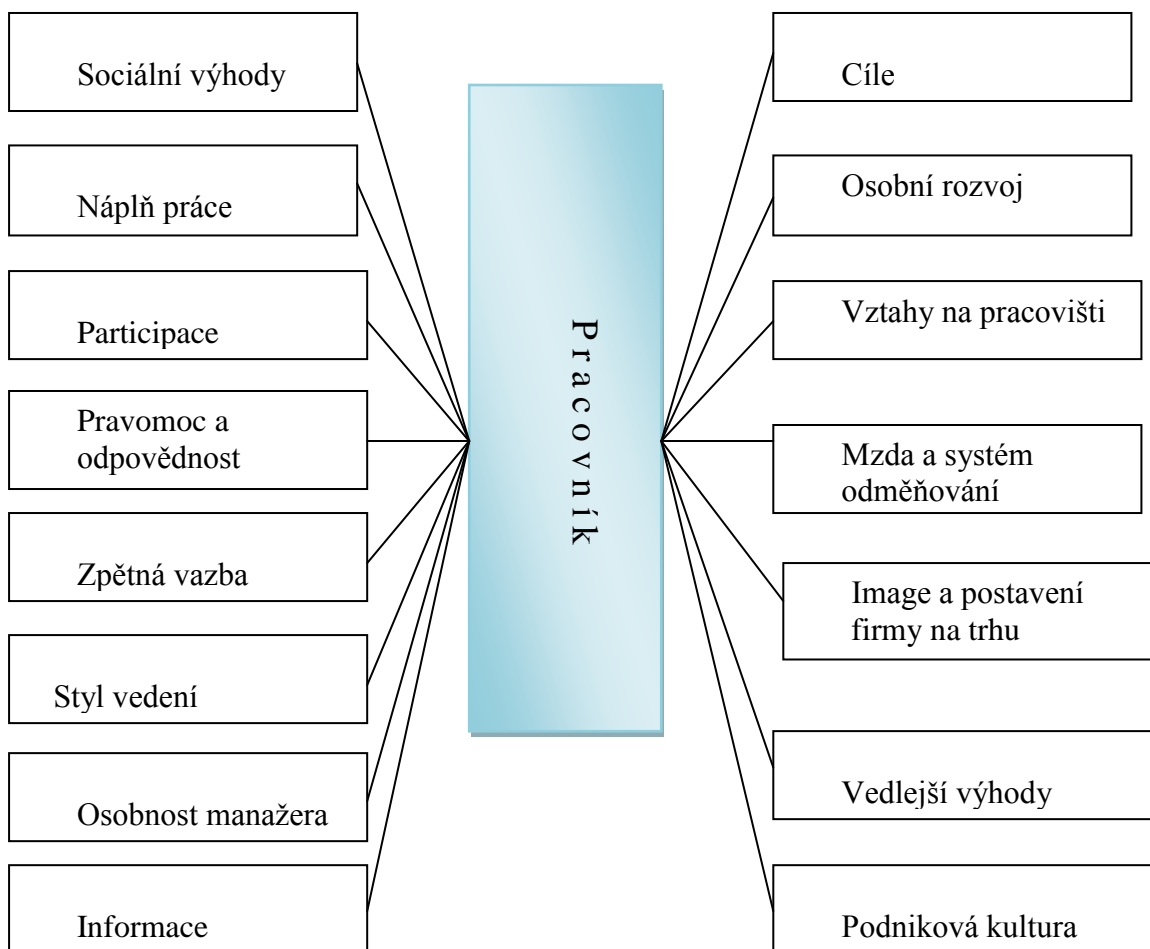 Sociální výhody
Náplň práce
Participace
Pravomoc a
odpovědnost
Zpětná vazba
Styl vedení
Osobnost manažera
Informace
Pracovník
Cíle
Osobní rozvoj
Vztahy na pracovišti
Mzda a systém
odměňování
Image a postavení
firmy na trhu
Vedlejší výhody
Podniková kultura